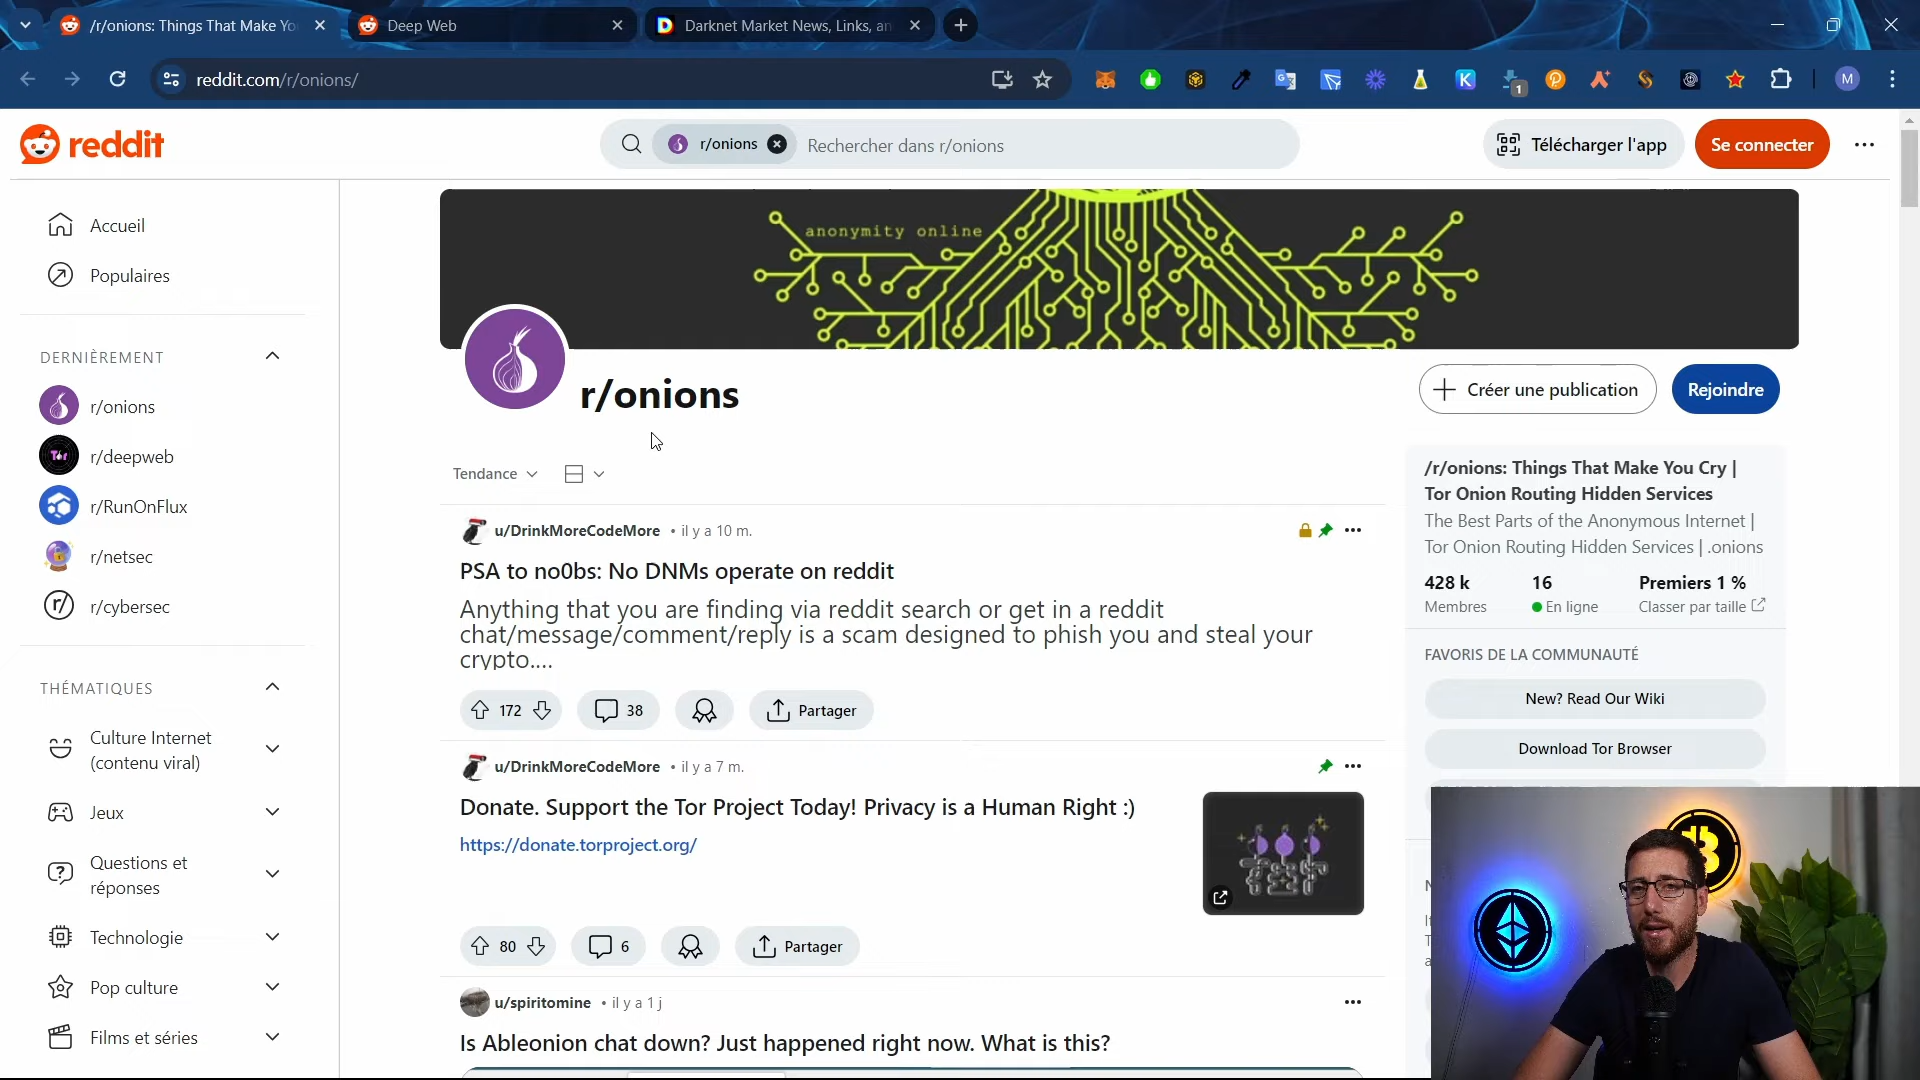 /r/onions: Things That Make Yo
Deep Web
Darknet Market News, Links, an
reddit.com/r/onions/
1
M
reddit
r/onions
Rechercher dans r/onions
Télécharger l'app
Se connecter
Accueil
Populaires
DERNIÈREMENT
r/onions
r/deepweb
r/RunOnFlux
r/netsec
r/cybersec
THÉMATIQUES
Culture Internet
(contenu viral)
Jeux
Questions et
réponses
Technologie
Pop culture
Films et séries
anonymity online
r/onions
Créer une publication
Rejoindre
Tendance
u/DrinkMoreCodeMore • il y a 10 m.
PSA to no0bs: No DNMs operate on reddit
Anything that you are finding via reddit search or get in a reddit
chat/message/comment/reply is a scam designed to phish you and steal your
crypto....
172
38
Partager
u/DrinkMoreCodeMore • il y a 7 m.
Donate. Support the Tor Project Today! Privacy is a Human Right :)
https://donate.torproject.org/
80
6
Partager
u/spiritomine • il y a 1 j
Is Ableonion chat down? Just happened right now. What is this?
/r/onions: Things That Make You Cry |
Tor Onion Routing Hidden Services
The Best Parts of the Anonymous Internet |
Tor Onion Routing Hidden Services | .onions
428 k
Membres
16
En ligne
Premiers 1 %
Classer par taille
FAVORIS DE LA COMMUNAUTÉ
New? Read Our Wiki
Download Tor Browser